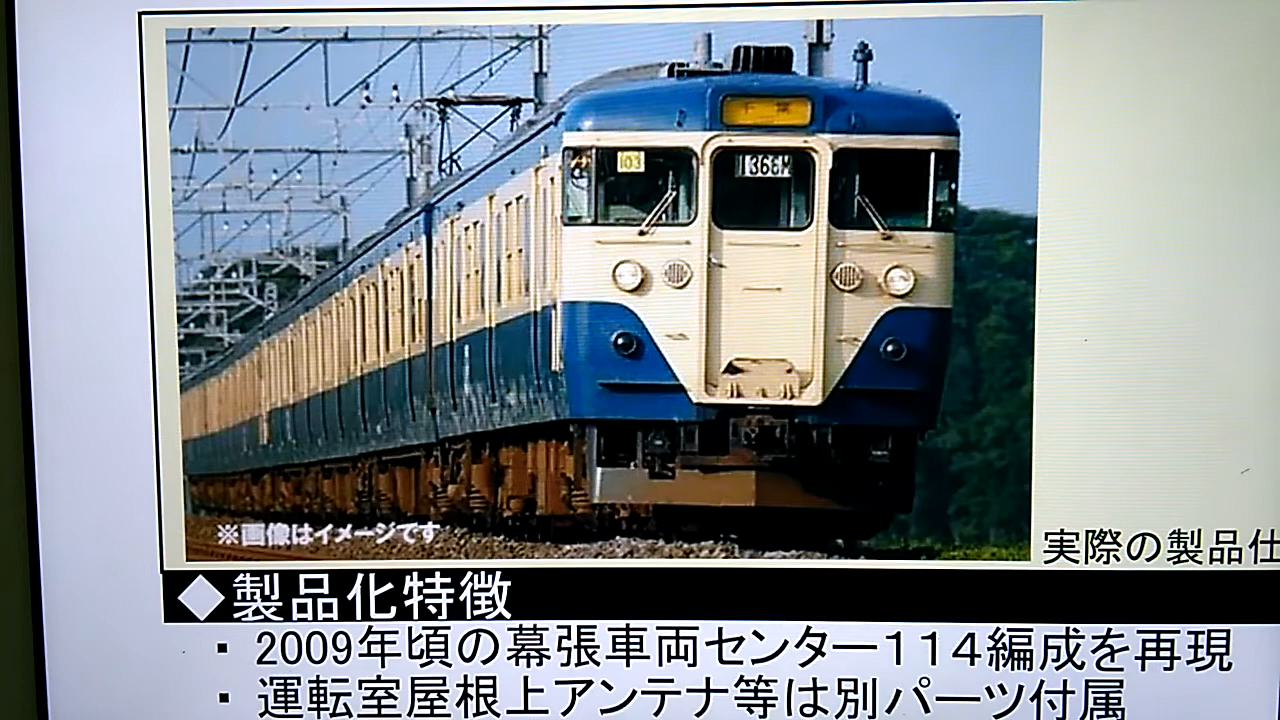 千葉
103
1366M
※画像はイメージです
実際の製品仕
◆製品化特徴
・2009年頃の幕張車両センター114編成を再現
・運転室屋根上アンテナ等は別パーツ付属